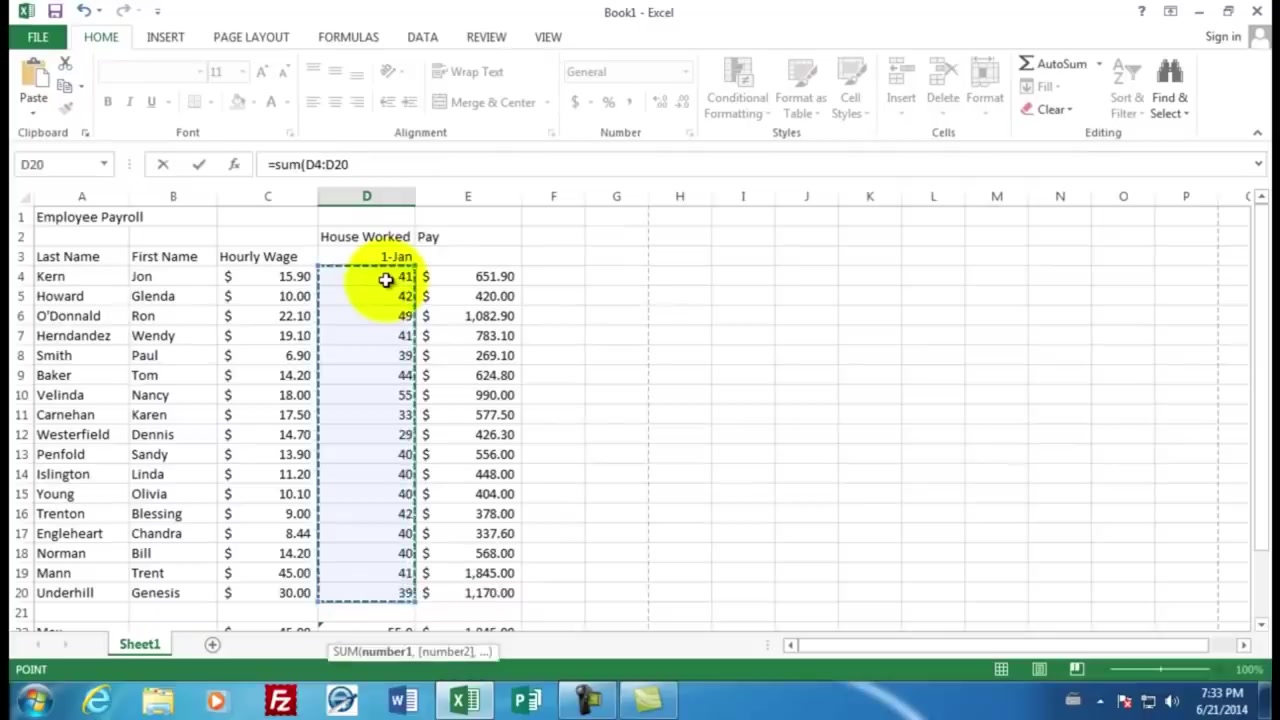 Book1 - Excel
FILE HOME INSERT PAGE LAYOUT FORMULAS DATA REVIEW VIEW Sign in
Paste 11 A A B I U A Wrap Text Merge & Center General $ % , Conditional Formatting Format as Table Cell Styles Insert Delete Format AutoSum Fill Clear Sort & Filter Find & Select
Clipboard Font Alignment Number Styles Cells Editing
D20 fx =sum(D4:D20
A B C D E F G H I J K L M N O P
1 Employee Payroll
2 House Worked Pay
3 Last Name First Name Hourly Wage 1-Jan
4 Kern Jon $ 15.90 41 $ 651.90
5 Howard Glenda $ 10.00 42 $ 420.00
6 O'Donnald Ron $ 22.10 49 $ 1,082.90
7 Herndandez Wendy $ 19.10 41 $ 783.10
8 Smith Paul $ 6.90 39 $ 269.10
9 Baker Tom $ 14.20 44 $ 624.80
10 Velinda Nancy $ 18.00 55 $ 990.00
11 Carnehan Karen $ 17.50 33 $ 577.50
12 Westerfield Dennis $ 14.70 29 $ 426.30
13 Penfold Sandy $ 13.90 40 $ 556.00
14 Islington Linda $ 11.20 40 $ 448.00
15 Young Olivia $ 10.10 40 $ 404.00
16 Trenton Blessing $ 9.00 42 $ 378.00
17 Engleheart Chandra $ 8.44 40 $ 337.60
18 Norman Bill $ 14.20 40 $ 568.00
19 Mann Trent $ 45.00 41 $ 1,845.00
20 Underhill Genesis $ 30.00 39 $ 1,170.00
21
Sheet1
SUM(number1, [number2], ...)
POINT 100%
7:33 PM
6/21/2014